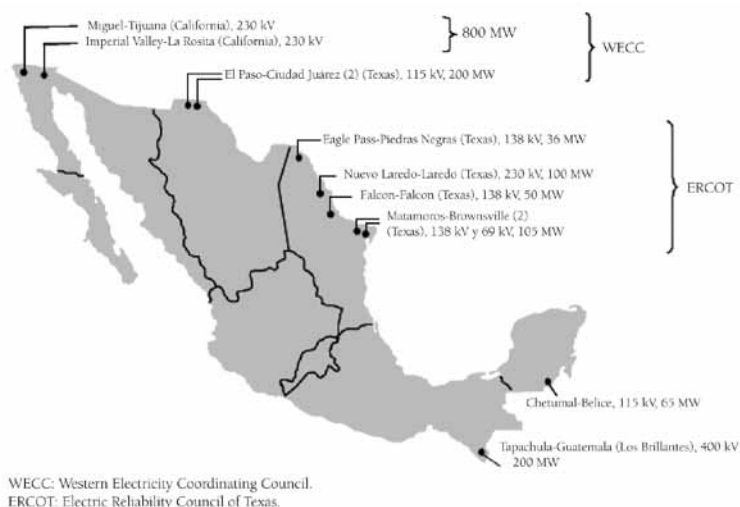 Miguel-Tijuana (California), 230 kV
Imperial Valley-La Rosita (California), 230 kV
800 MW
WECC
El Paso-Ciudad Juárez (2) (Texas), 115 kV, 200 MW
Eagle Pass-Piedras Negras (Texas), 138 kV, 36 MW
Nuevo Laredo-Laredo (Texas), 230 kV, 100 MW
Falcon-Falcon (Texas), 138 kV, 50 MW
ERCOT
Matamoros-Brownsville (2)
(Texas), 138 kV y 69 kV, 105 MW
Chetumal-Belice, 115 kV, 65 MW
Tapachula-Guatemala (Los Brillantes), 400 kV
200 MW
WECC: Western Electricity Coordinating Council.
ERCOT: Electric Reliability Council of Texas.